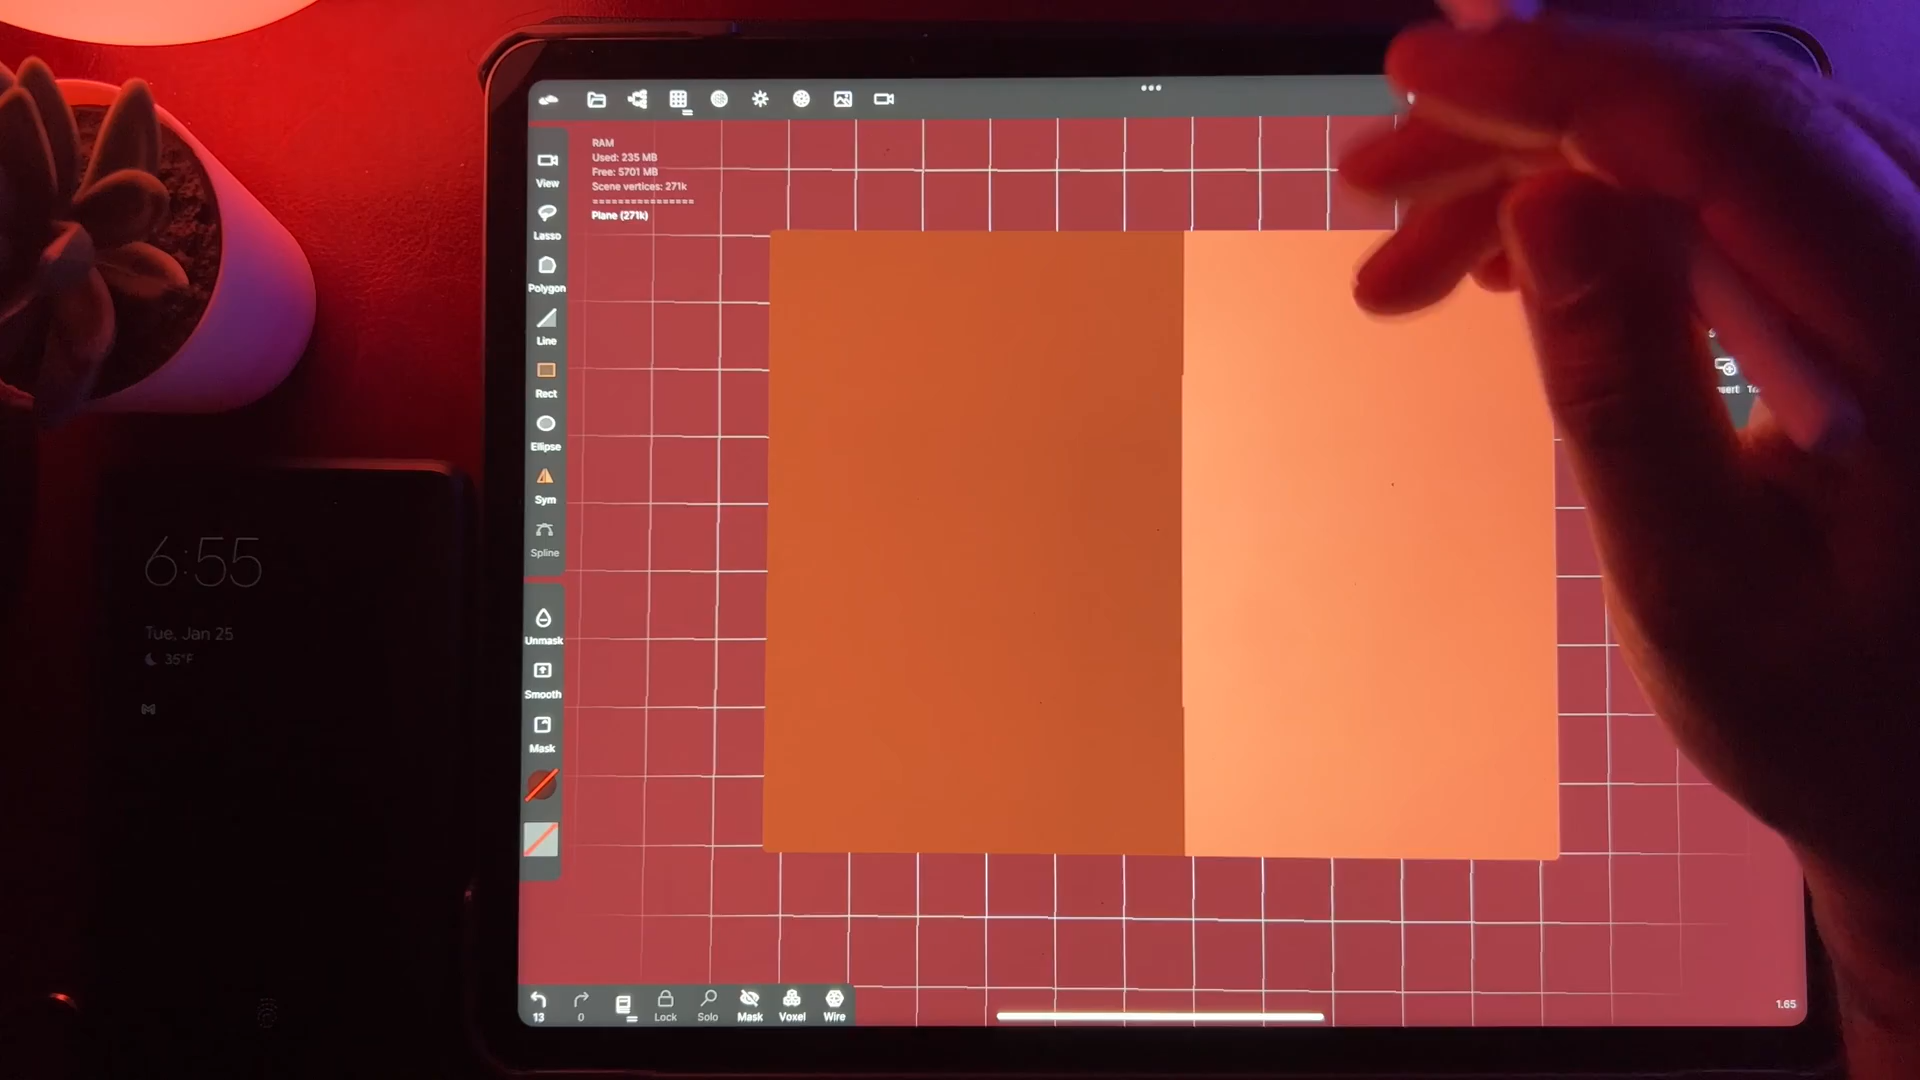 RAM
Used: 235 MB
Free: 5701 MB
Scene vertices: 271k
================
Plane (271k)
View
Lasso
Polygon
Line
Rect
Ellipse
Sym
Spline
Unmask
Smooth
Mask
6:55
Tue, Jan 25
35°F
13
0
Lock
Solo
Mask
Voxel
Wire
1.65